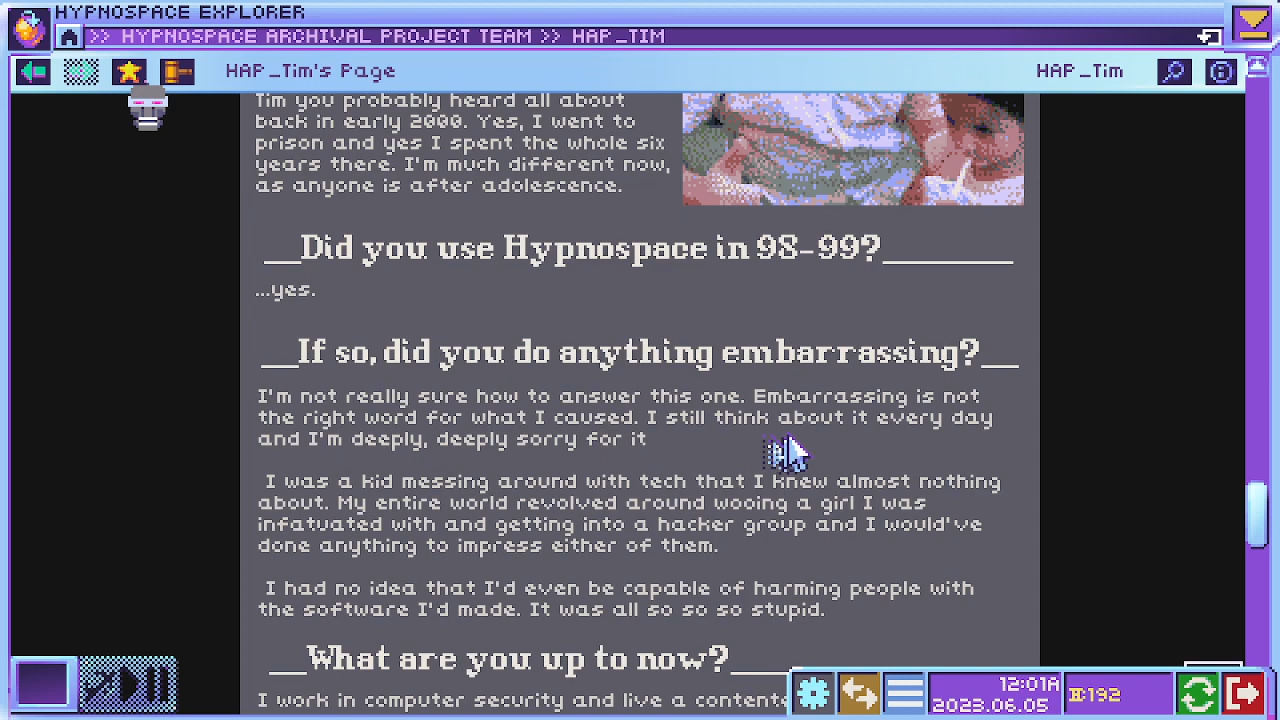 HYPNOSPACE EXPLORER
>> HYPNOSPACE ARCHIVAL PROJECT TEAM >> HAP_TIM
HAP_Tim's Page
HAP_Tim
Tim you probably heard all about
back in early 2000. Yes, I went to
prison and yes I spent the whole six
years there. I'm much different now,
as anyone is after adolescence.
__Did you use Hypnospace in 98-99?______
...yes.
__If so, did you do anything embarrassing?__
I'm not really sure how to answer this one. Embarrassing is not
the right word for what I caused. I still think about it every day
and I'm deeply, deeply sorry for it
I was a kid messing around with tech that I knew almost nothing
about. My entire world revolved around wooing a girl I was
infatuated with and getting into a hacker group and I would've
done anything to impress either of them.
I had no idea that I'd even be capable of harming people with
the software I'd made. It was all so so so stupid.
__What are you up to now?___
I work in computer security and live a contente
12:01A
2023.06.05
192